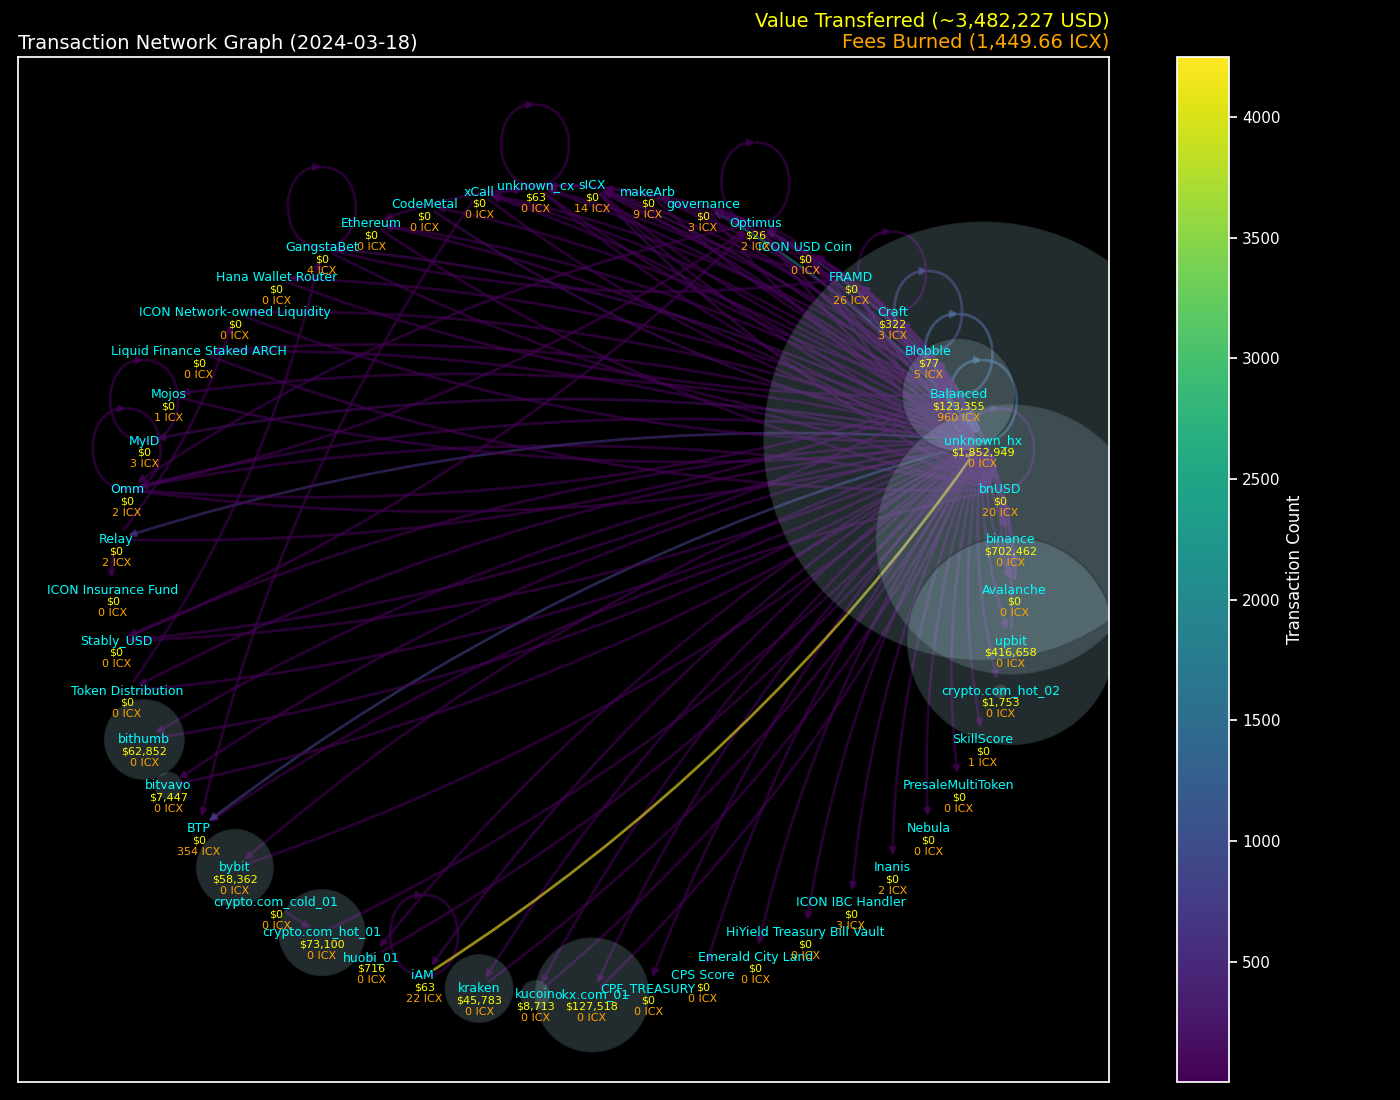 Value Transferred (~3,482,227 USD)
Transaction Network Graph (2024-03-18)
Fees Burned (1,449.66 ICX)
unknown_cx
$63
0 ICX
sICX
$0
14 ICX
xCall
$0
0 ICX
makeArb
$0
9 ICX
CodeMetal
$0
0 ICX
governance
$0
3 ICX
Ethereum
$0
0 ICX
Optimus
$26
2 ICX
GangstaBet
$0
4 ICX
ICON USD Coin
$0
0 ICX
Hana Wallet Router
$0
0 ICX
FRAMD
$0
26 ICX
ICON Network-owned Liquidity
$0
0 ICX
Craft
$322
3 ICX
Liquid Finance Staked ARCH
$0
0 ICX
Blobble
$77
5 ICX
Mojos
$0
1 ICX
Balanced
$123,355
960 ICX
MyID
$0
3 ICX
unknown_hx
$1,852,949
0 ICX
Omm
$0
2 ICX
bnUSD
$0
20 ICX
Relay
$0
2 ICX
binance
$702,462
0 ICX
ICON Insurance Fund
$0
0 ICX
Avalanche
$0
0 ICX
Stably_USD
$0
0 ICX
upbit
$416,658
0 ICX
Token Distribution
$0
0 ICX
crypto.com_hot_02
$1,753
0 ICX
bithumb
$62,852
0 ICX
SkillScore
$0
1 ICX
bitvavo
$7,447
0 ICX
PresaleMultiToken
$0
0 ICX
BTP
$0
354 ICX
Nebula
$0
0 ICX
bybit
$58,362
0 ICX
Inanis
$0
2 ICX
crypto.com_cold_01
$0
0 ICX
ICON IBC Handler
$0
3 ICX
crypto.com_hot_01
$73,100
0 ICX
HiYield Treasury Bill Vault
$0
0 ICX
huobi_01
$716
0 ICX
Emerald City Land
$0
0 ICX
iAM
$63
22 ICX
CPS Score
$0
0 ICX
kraken
$45,783
0 ICX
kucoin
$8,713
0 ICX
okx.com_01
$127,518
0 ICX
CPF_TREASURY
$0
0 ICX
4000
3500
3000
2500
2000
1500
1000
500
Transaction Count